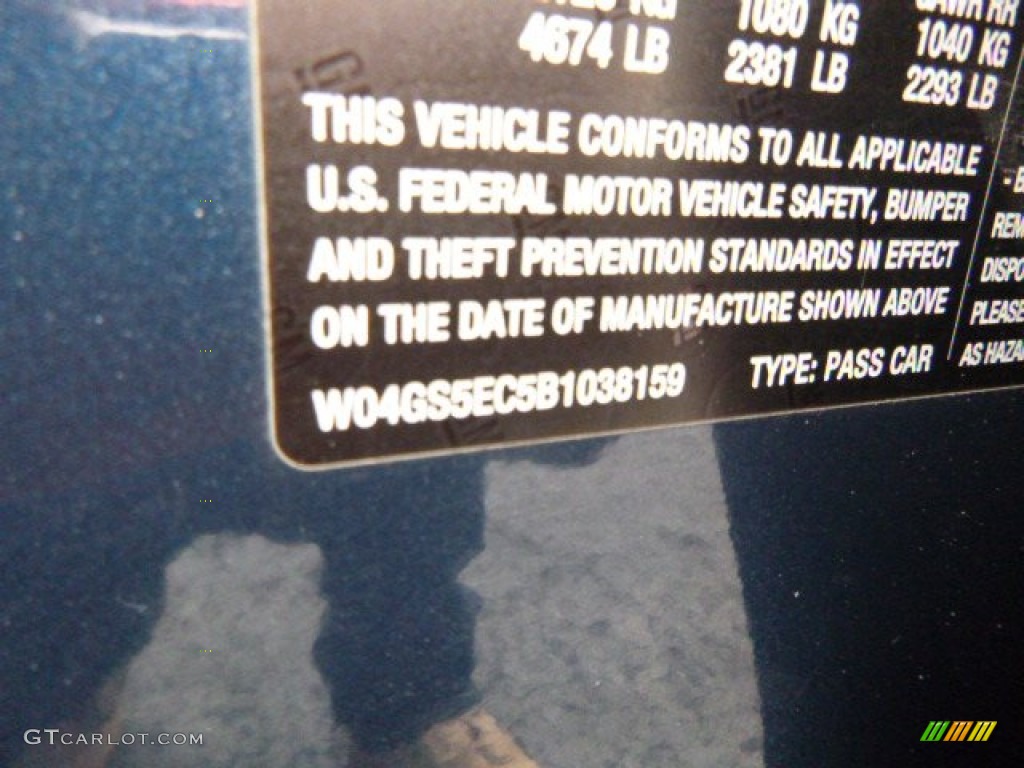 1080 KG
4674 LB 2381 LB 1040 KG
2293 LB
THIS VEHICLE CONFORMS TO ALL APPLICABLE
U.S. FEDERAL MOTOR VEHICLE SAFETY, BUMPER
AND THEFT PREVENTION STANDARDS IN EFFECT
ON THE DATE OF MANUFACTURE SHOWN ABOVE
W04GS5EC5B1038159 TYPE: PASS CAR
PLEASE
GTCARLOT.COM